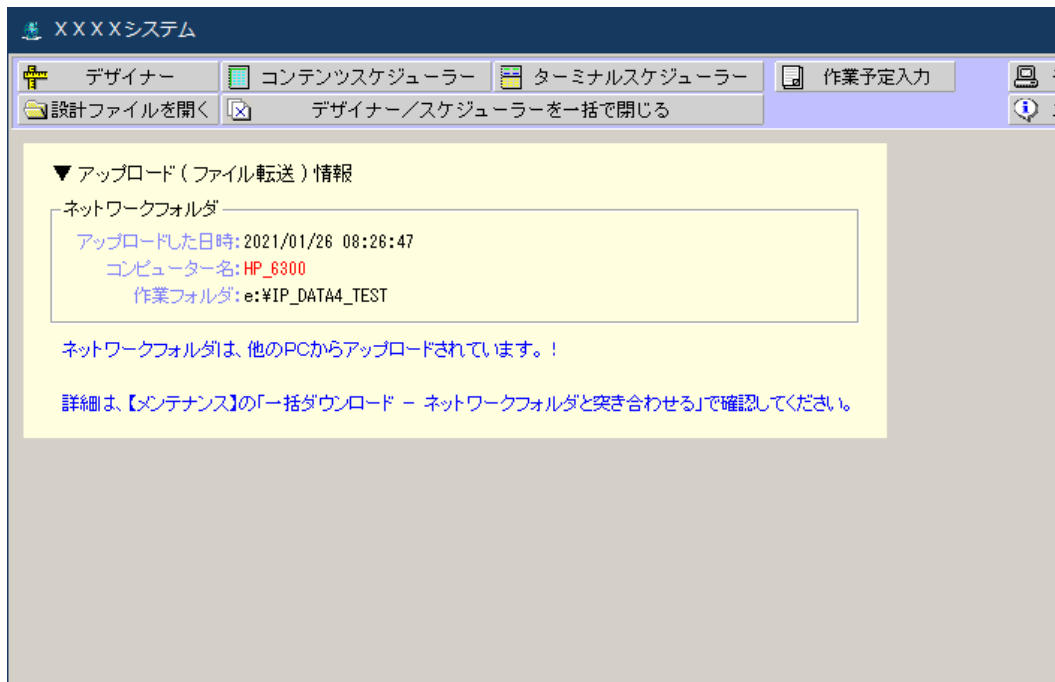 XXXXシステム
デザイナー コンテンツスケジューラー ターミナルスケジューラー 作業予定入力
設計ファイルを開く デザイナー／スケジューラーを一括で閉じる
▼アップロード(ファイル転送)情報
ネットワークフォルダ
アップロードした日時:2021/01/26 08:26:47
コンピューター名:HP_6300
作業フォルダ:e:¥IP_DATA4_TEST
ネットワークフォルダは、他のPCからアップロードされています。!
詳細は、【メンテナンス】の「一括ダウンロード － ネットワークフォルダと突き合わせる」で確認してください。